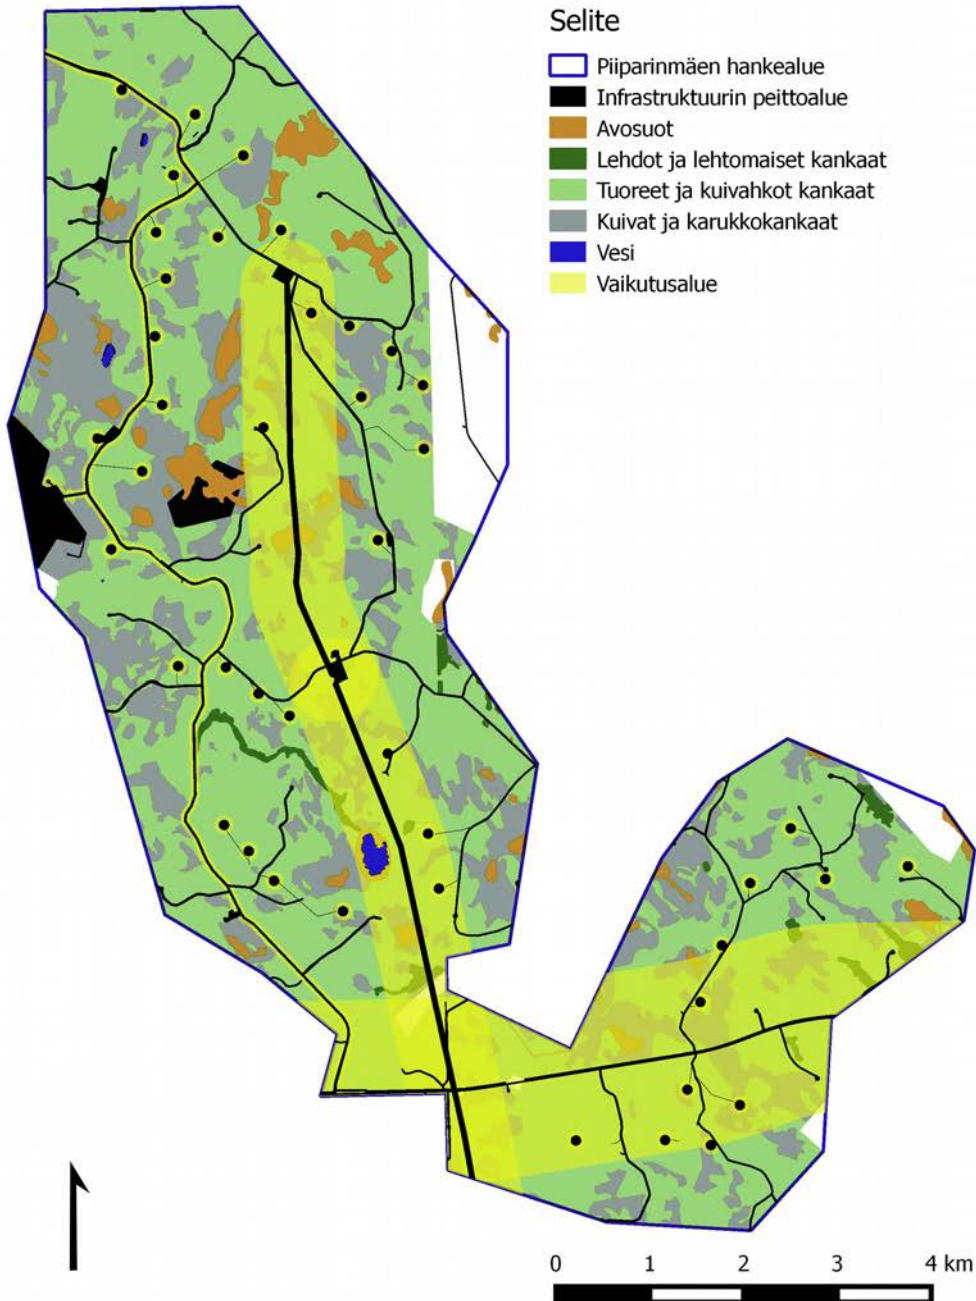 Selite
Piiparinmäen hankealue
Infrastruktuurin peittoalue
Avosuot
Lehdot ja lehtomaiset kankaat
Tuoreet ja kuivahkot kankaat
Kuivat ja karukkokankaat
Vesi
Vaikutusalue
0 1 2 3 4 km